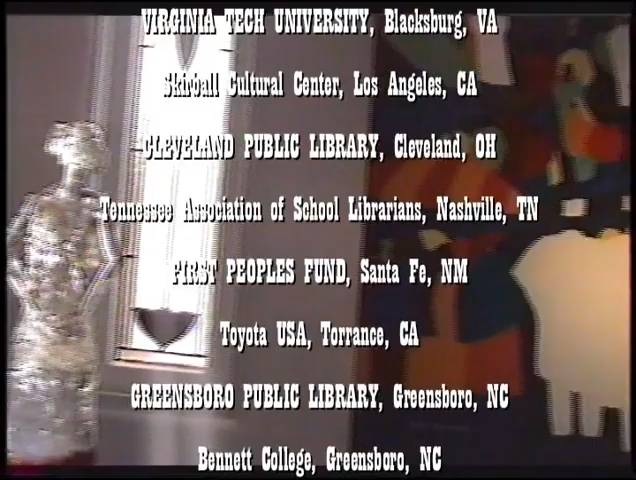 VIRGINIA TECH UNIVERSITY, Blacksburg, VA
Skirball Cultural Center, Los Angeles, CA
CLEVELAND PUBLIC LIBRARY, Cleveland, OH
Tennessee Association of School Librarians, Nashville, TN
FIRST PEOPLES FUND, Santa Fe, NM
Toyota USA, Torrance, CA
GREENSBORO PUBLIC LIBRARY, Greensboro, NC
Bennett College, Greensboro, NC